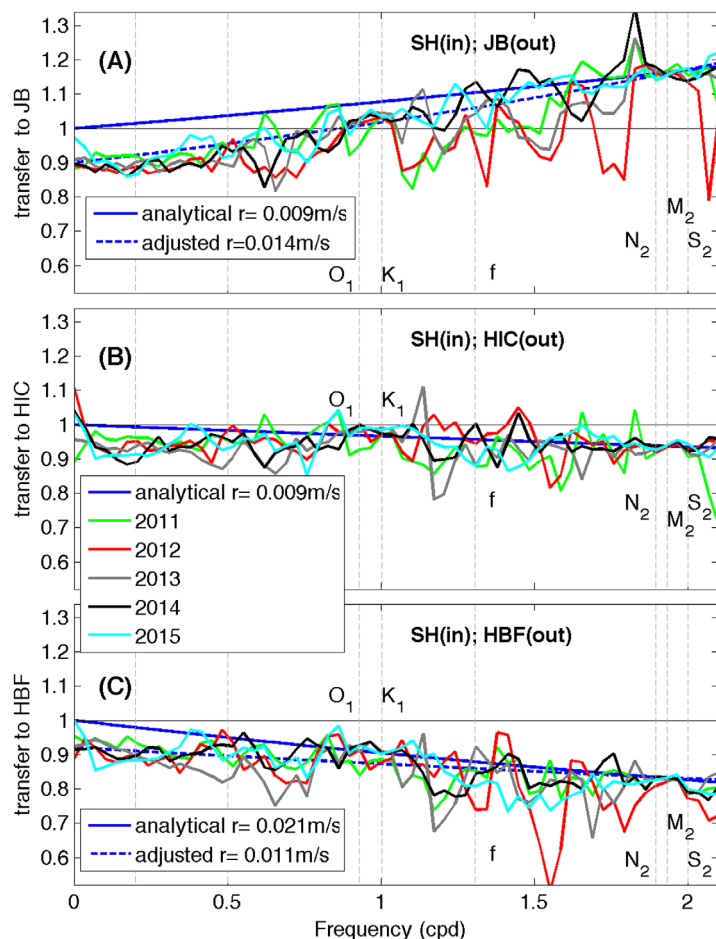 1.3
1.2
1.1
1
0.9
0.8
0.7
0.6
transfer to JB
(A)
SH(in); JB(out)
analytical r= 0.009m/s
adjusted r=0.014m/s
O₁ K₁ f N₂ M₂ S₂
1.3
1.2
1.1
1
0.9
0.8
0.7
0.6
transfer to HIC
(B)
SH(in); HIC(out)
O₁ K₁
analytical r= 0.009m/s
2011
2012
2013
2014
2015
f N₂ M₂ S₂
1.3
1.2
1.1
1
0.9
0.8
0.7
0.6
transfer to HBF
(C)
SH(in); HBF(out)
O₁ K₁
analytical r= 0.021m/s
adjusted r= 0.011m/s
f N₂ M₂ S₂
0 0.5 1 1.5 2
Frequency (cpd)